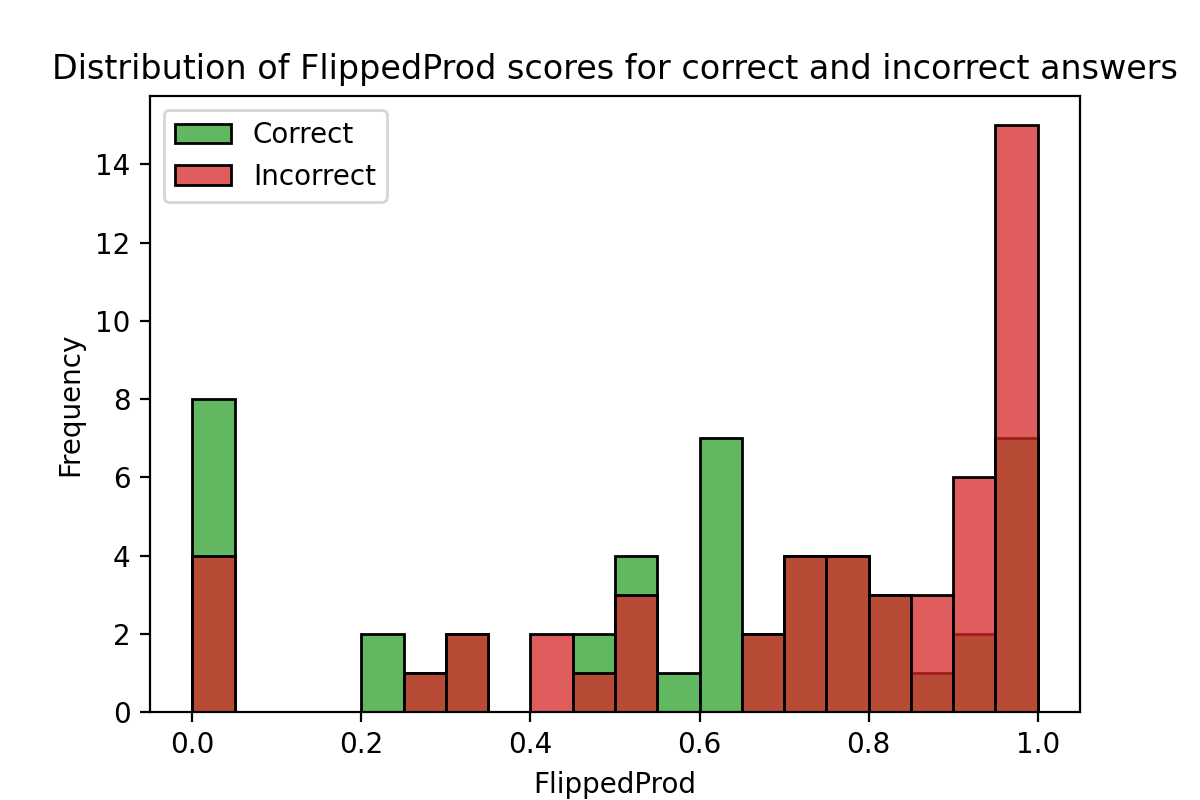 Distribution of FlippedProd scores for correct and incorrect answers
Correct
Incorrect
Frequency
14
12
10
8
6
4
2
0
0.0 0.2 0.4 0.6 0.8 1.0
FlippedProd